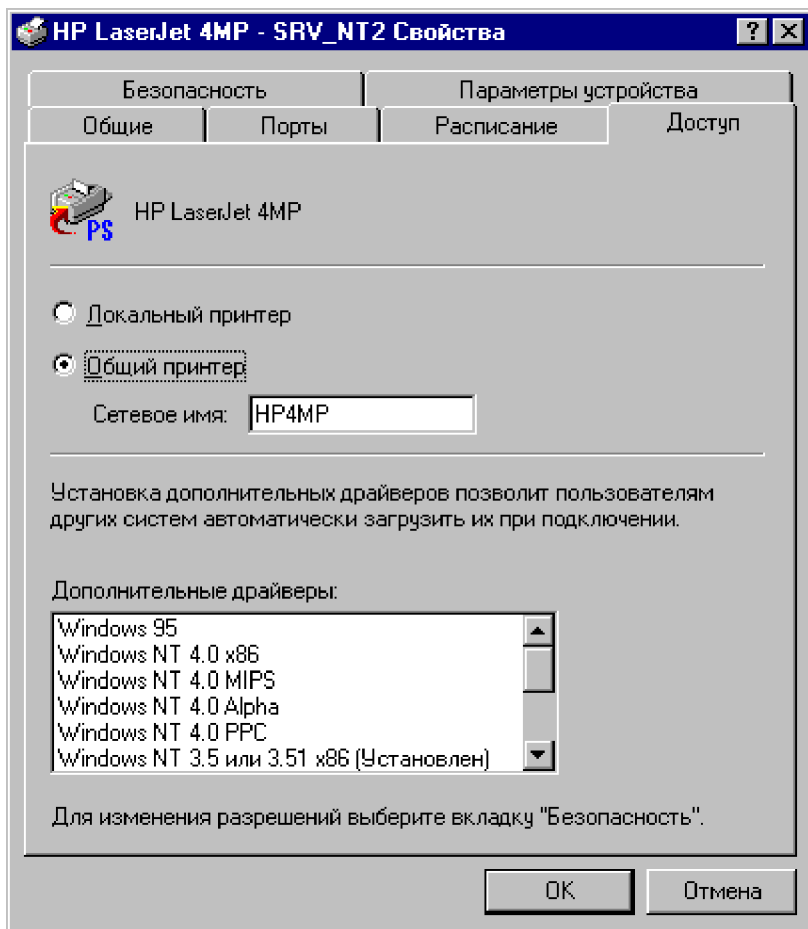 HP LaserJet 4MP - SRV_NT2 Свойства
Безопасность
Параметры устройства
Общие
Порты
Расписание
Доступ
PS
HP LaserJet 4MP
Локальный принтер
Общий принтер
Сетевое имя: HP4MP
Установка дополнительных драйверов позволит пользователям
других систем автоматически загрузить их при подключении.
Дополнительные драйверы:
Windows 95
Windows NT 4.0 x86
Windows NT 4.0 MIPS
Windows NT 4.0 Alpha
Windows NT 4.0 PPC
Windows NT 3.5 или 3.51 x86 (Установлен)
Для изменения разрешений выберите вкладку "Безопасность".
OK
Отмена